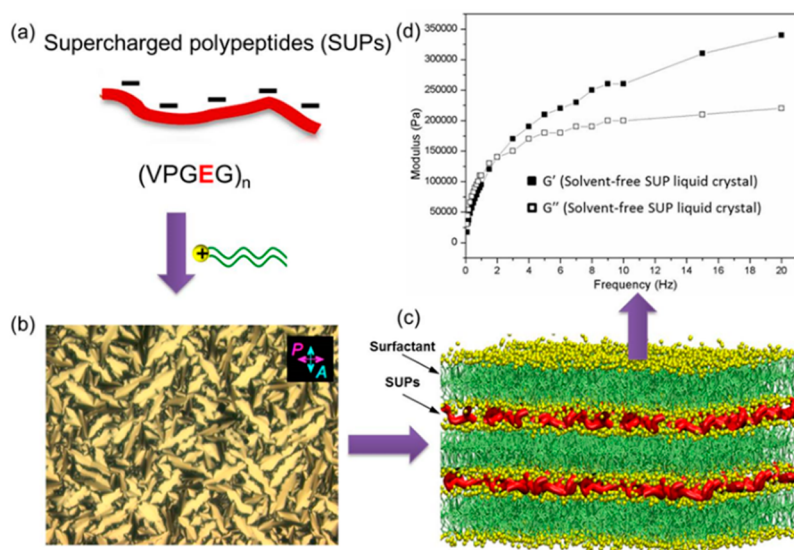 (a)
Supercharged polypeptides (SUPs)
(VPGEG)n
+
(b)
P
A
(c)
Surfactant
SUPs
(d)
Modulus (Pa)
350000
300000
250000
200000
150000
100000
50000
0
G′ (Solvent-free SUP liquid crystal)
G″ (Solvent-free SUP liquid crystal)
0 2 4 6 8 10 12 14 16 18 20
Frequency (Hz)